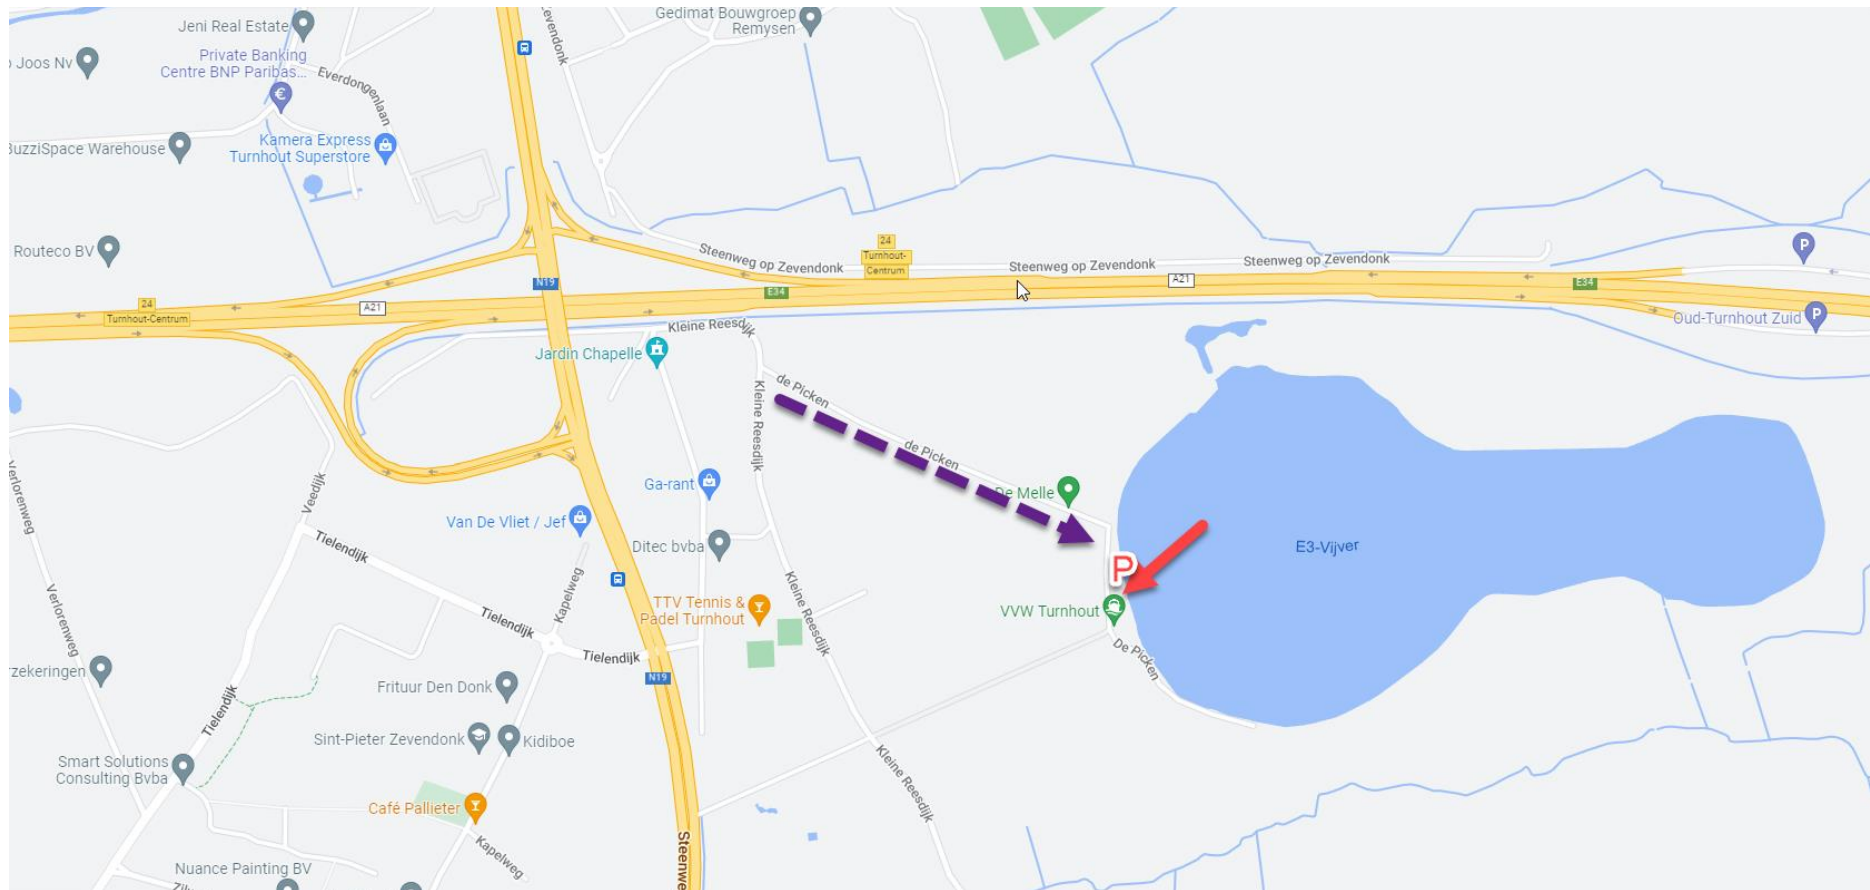 Jeni Real Estate
Gedimat Bouwgroep
Remysen
Zevendonk
Joos Nv
Private Banking
Centre BNP Paribas...
€
Everdongenlaan
Kamera Express
Turnhout Superstore
BuzziSpace Warehouse
Routeco BV
24
Turnhout-
Centrum
Steenweg op Zevendonk
Steenweg op Zevendonk
Steenweg op Zevendonk
P
N19
E34
A21
E34
24
Turnhout-Centrum
A21
Oud-Turnhout Zuid
P
Kleine Reesdijk
Jardin Chapelle
de Picken
Kleine Reesdijk
de Picken
De Melle
Ga-rant
Verlorenweg
Veedijk
Van De Vliet / Jef
Tielendijk
Ditec bvba
E3-Vijver
P
Kapelweg
Kleine Reesdijk
VVW Turnhout
TTV Tennis &
Padel Turnhout
Verlorenweg
Tielendijk
Tielendijk
De Picken
rzekeringen
N19
Frituur Den Donk
Tielendijk
Sint-Pieter Zevendonk
Kidiboe
Kleine Reesdijk
Smart Solutions
Consulting Bvba
Café Pallieter
Kapelweg
Steenwe
Nuance Painting BV